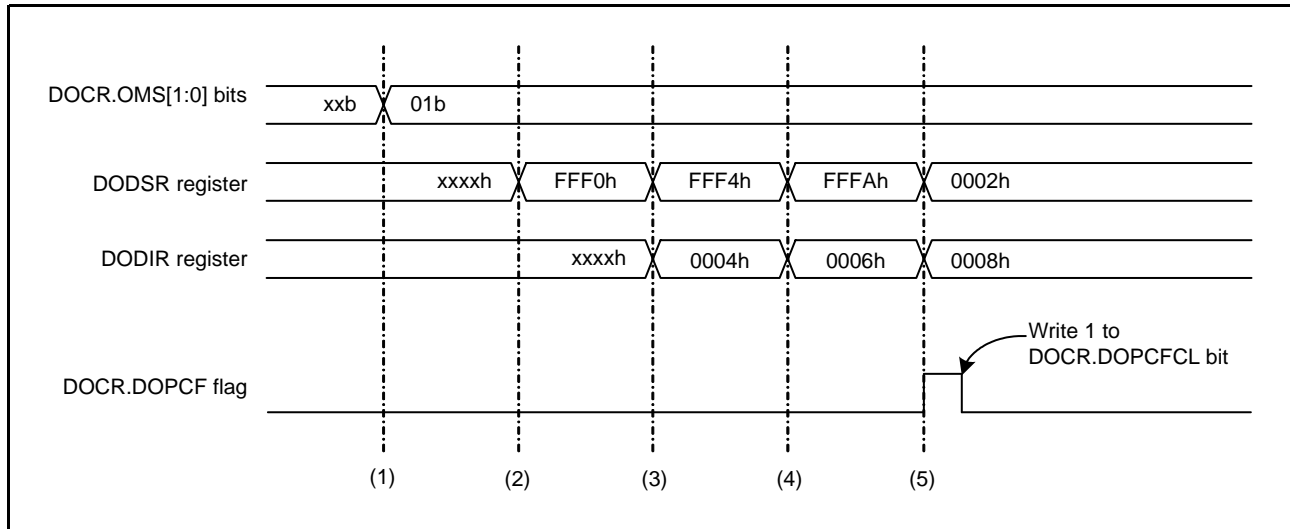 DOCR.OMS[1:0] bits
xxb
01b
DODSR register
xxxxh
FFF0h
FFF4h
FFFAh
0002h
DODIR register
xxxxh
0004h
0006h
0008h
DOCR.DOPCF flag
Write 1 to
DOCR.DOPCFCL bit
(1)
(2)
(3)
(4)
(5)